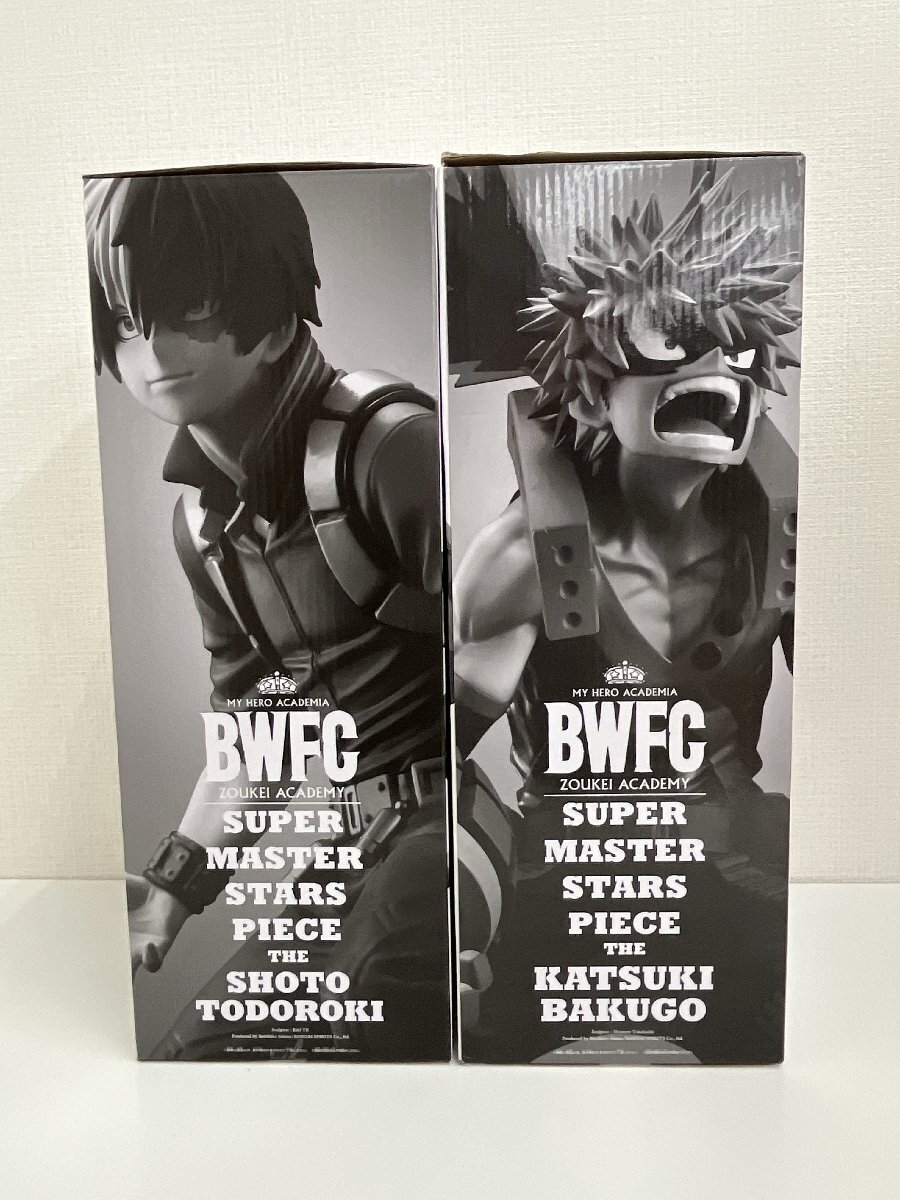 MY HERO ACADEMIA
BWFC
ZOUKEI ACADEMY
SUPER
MASTER
STARS
PIECE
THE
SHOTO
TODOROKI
MY HERO ACADEMIA
BWFC
ZOUKEI ACADEMY
SUPER
MASTER
STARS
PIECE
THE
KATSUKI
BAKUGO